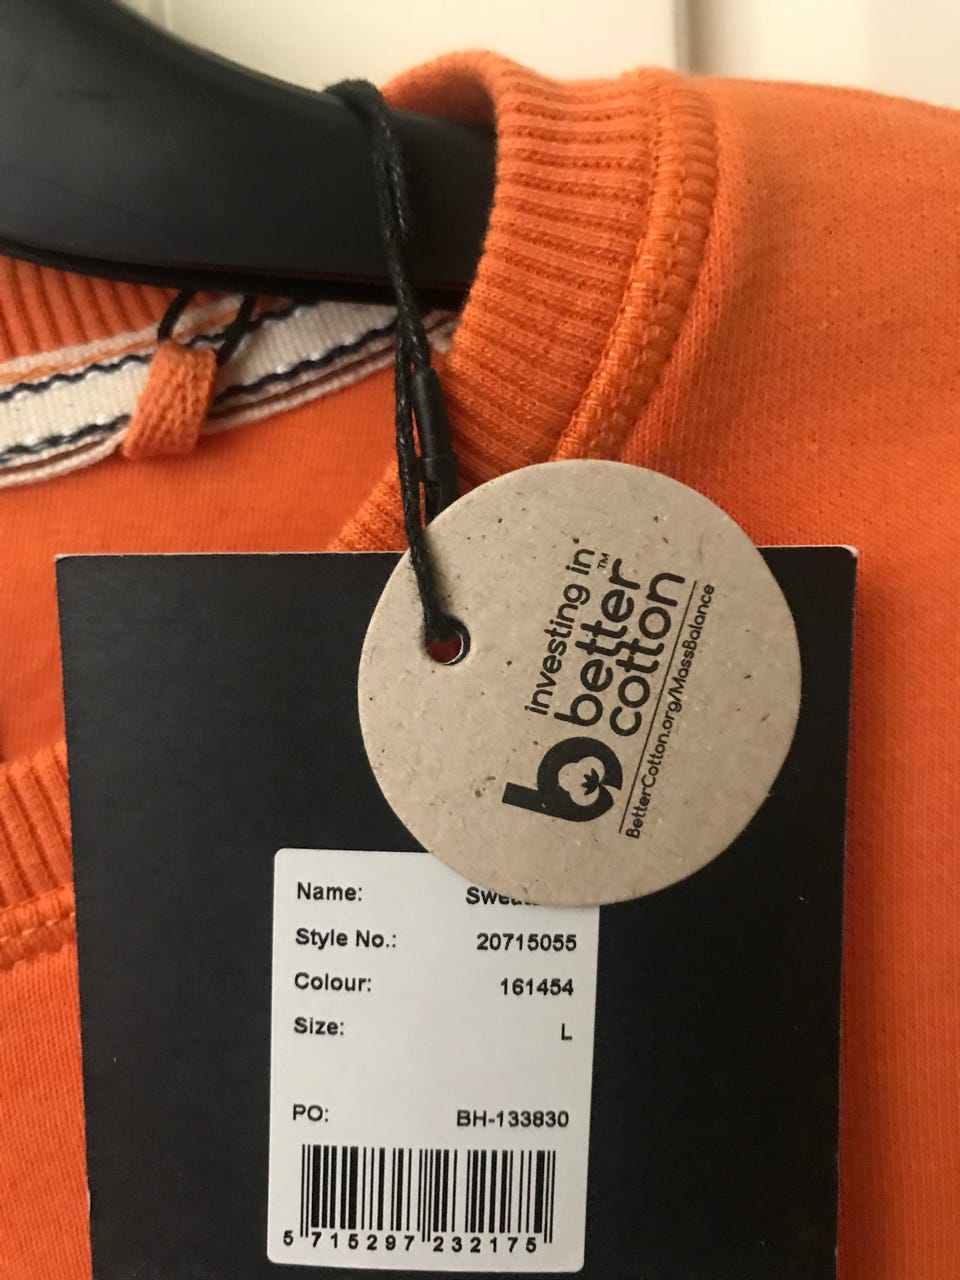 investing in
better™
cotton
BetterCotton.org/MassBalance
Name:
Style No.: 20715055
Colour: 161454
Size: L
PO: BH-133830
5 715297 232175